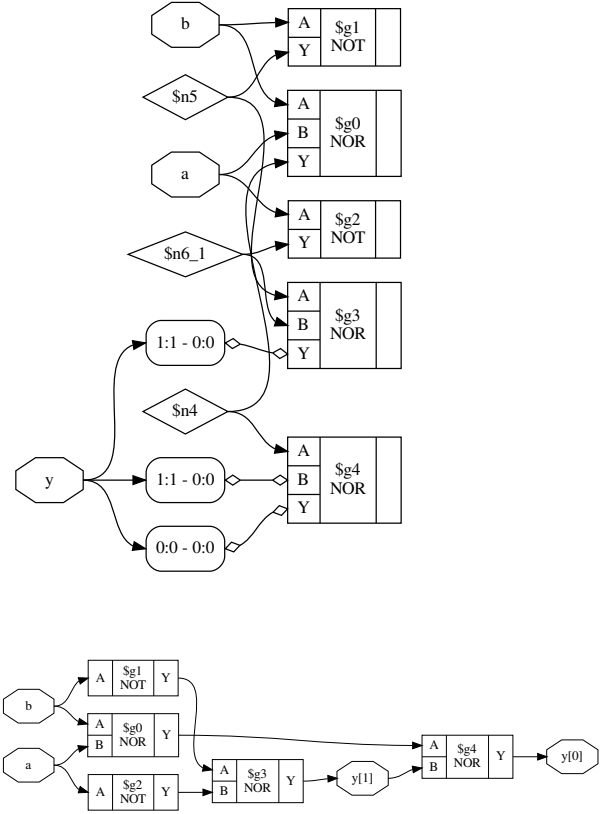 b
A
Y
$g1
NOT
$n5
A
B
Y
$g0
NOR
a
A
Y
$g2
NOT
$n6_1
A
B
Y
$g3
NOR
1:1 - 0:0
$n4
y
1:1 - 0:0
0:0 - 0:0
A
B
Y
$g4
NOR
b
A
$g1
NOT
Y
A
B
$g0
NOR
Y
a
A
$g2
NOT
Y
A
B
$g3
NOR
Y
y[1]
A
B
$g4
NOR
Y
y[0]